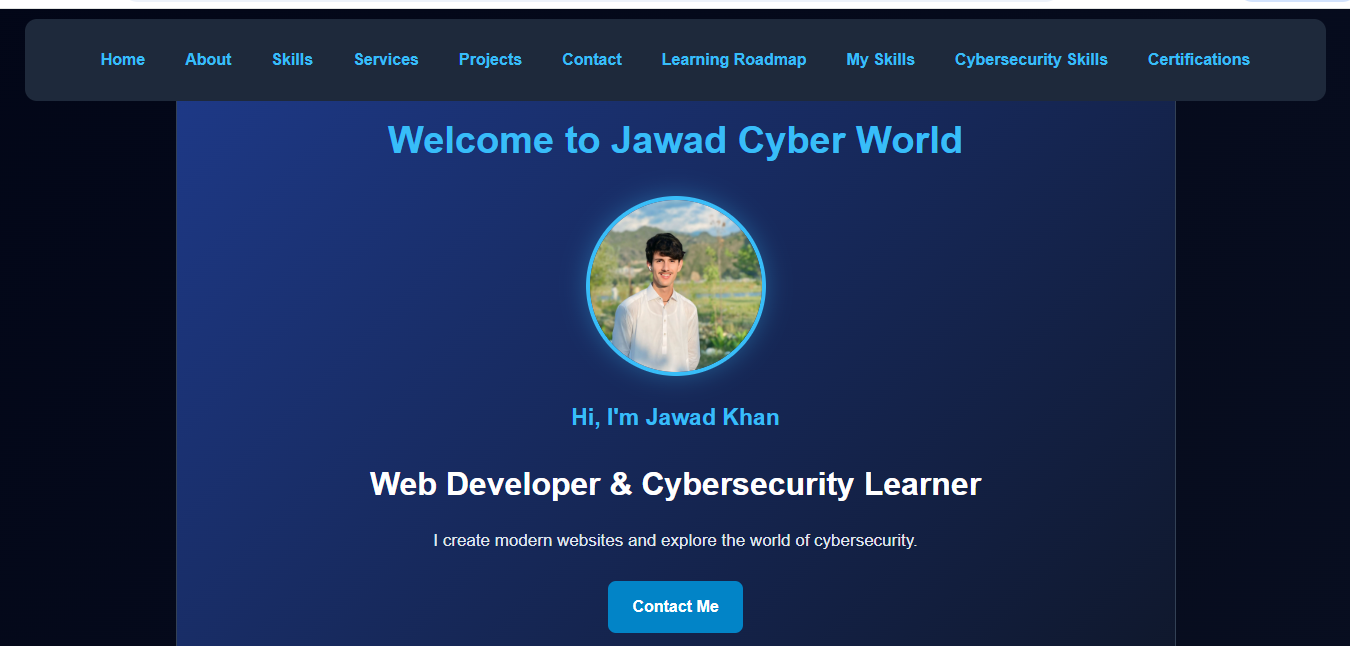 Home About Skills Services Projects Contact Learning Roadmap My Skills Cybersecurity Skills Certifications
Welcome to Jawad Cyber World
Hi, I'm Jawad Khan
Web Developer & Cybersecurity Learner
I create modern websites and explore the world of cybersecurity.
Contact Me